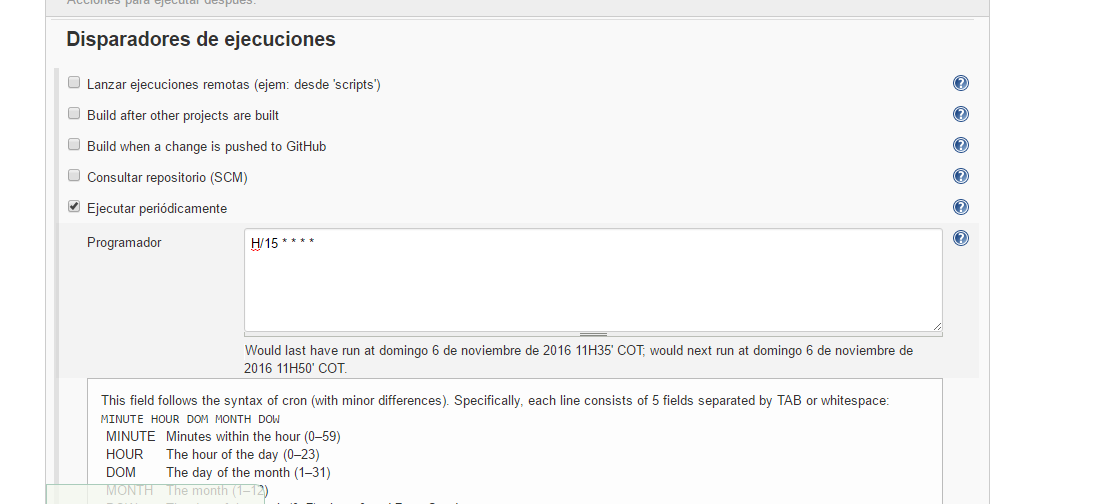 Acciones para ejecutar después.
Disparadores de ejecuciones
Lanzar ejecuciones remotas (ejem: desde 'scripts')
Build after other projects are built
Build when a change is pushed to GitHub
Consultar repositorio (SCM)
Ejecutar periódicamente
Programador
H/15 * * * *
Would last have run at domingo 6 de noviembre de 2016 11H35' COT; would next run at domingo 6 de noviembre de
2016 11H50' COT.
This field follows the syntax of cron (with minor differences). Specifically, each line consists of 5 fields separated by TAB or whitespace:
MINUTE HOUR DOM MONTH DOW
MINUTE Minutes within the hour (0–59)
HOUR The hour of the day (0–23)
DOM The day of the month (1–31)
MONTH The month (1–12)